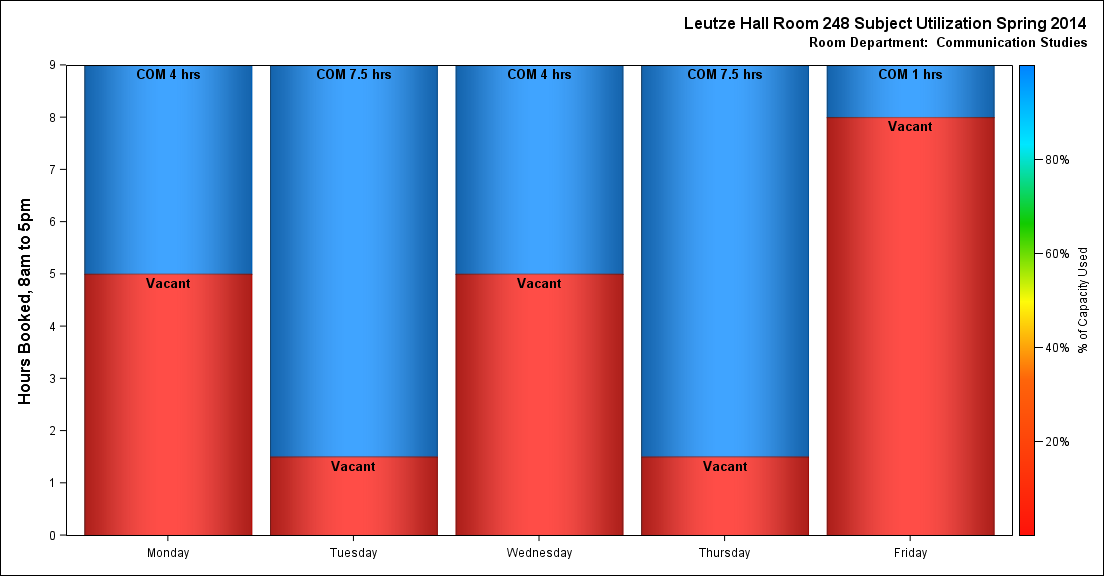 Leutze Hall Room 248 Subject Utilization Spring 2014
Room Department:  Communication Studies
Hours Booked, 8am to 5pm
9
8
7
6
5
4
3
2
1
0
COM 4 hrs
Vacant
COM 7.5 hrs
Vacant
COM 4 hrs
Vacant
COM 7.5 hrs
Vacant
COM 1 hrs
Vacant
Monday
Tuesday
Wednesday
Thursday
Friday
80%
60%
40%
20%
% of Capacity Used